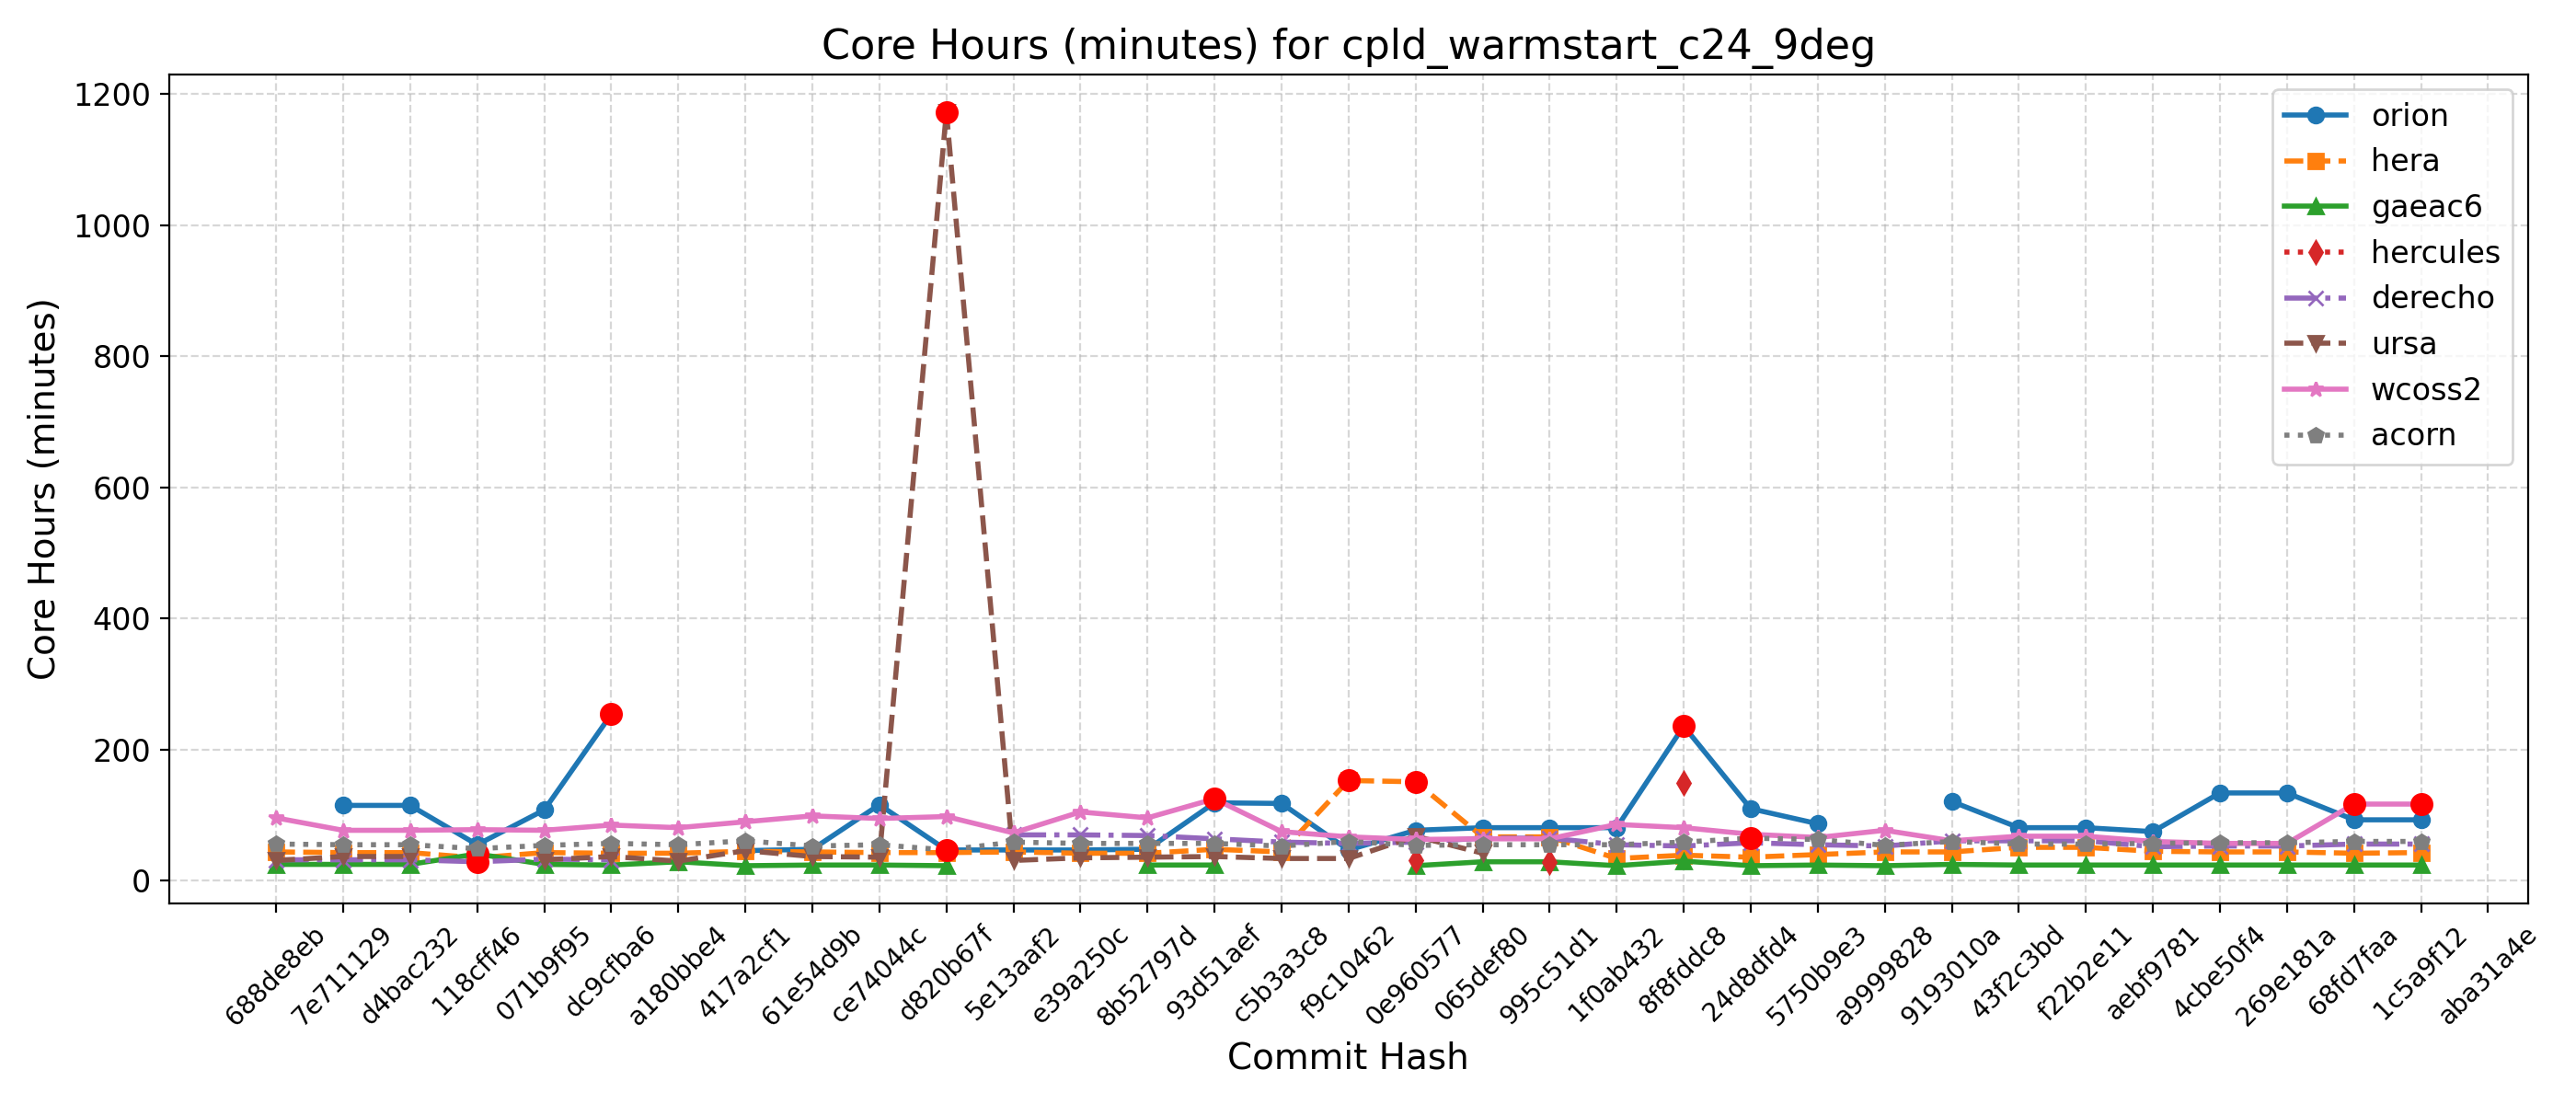 Core Hours (minutes) for cpld_warmstart_c24_9deg
Core Hours (minutes)
1200
1000
800
600
400
200
0
orion
hera
gaeac6
hercules
derecho
ursa
wcoss2
acorn
688de8eb
7e711129
d4bac232
118cff46
071b9f95
dc9cfba6
a180bbe4
417a2cf1
61e54d9b
ce74044c
d820b67f
5e13aaf2
e39a250c
8b52797d
93d51aef
c5b3a3c8
f9c10462
0e960577
065def80
995c51d1
1f0ab432
8f8fddc8
24d8dfd4
5750b9e3
a9999828
9193010a
43f2c3bd
f22b2e11
aebf9781
4cbe50f4
269e181a
68fd7faa
1c5a9f12
aba31a4e
Commit Hash